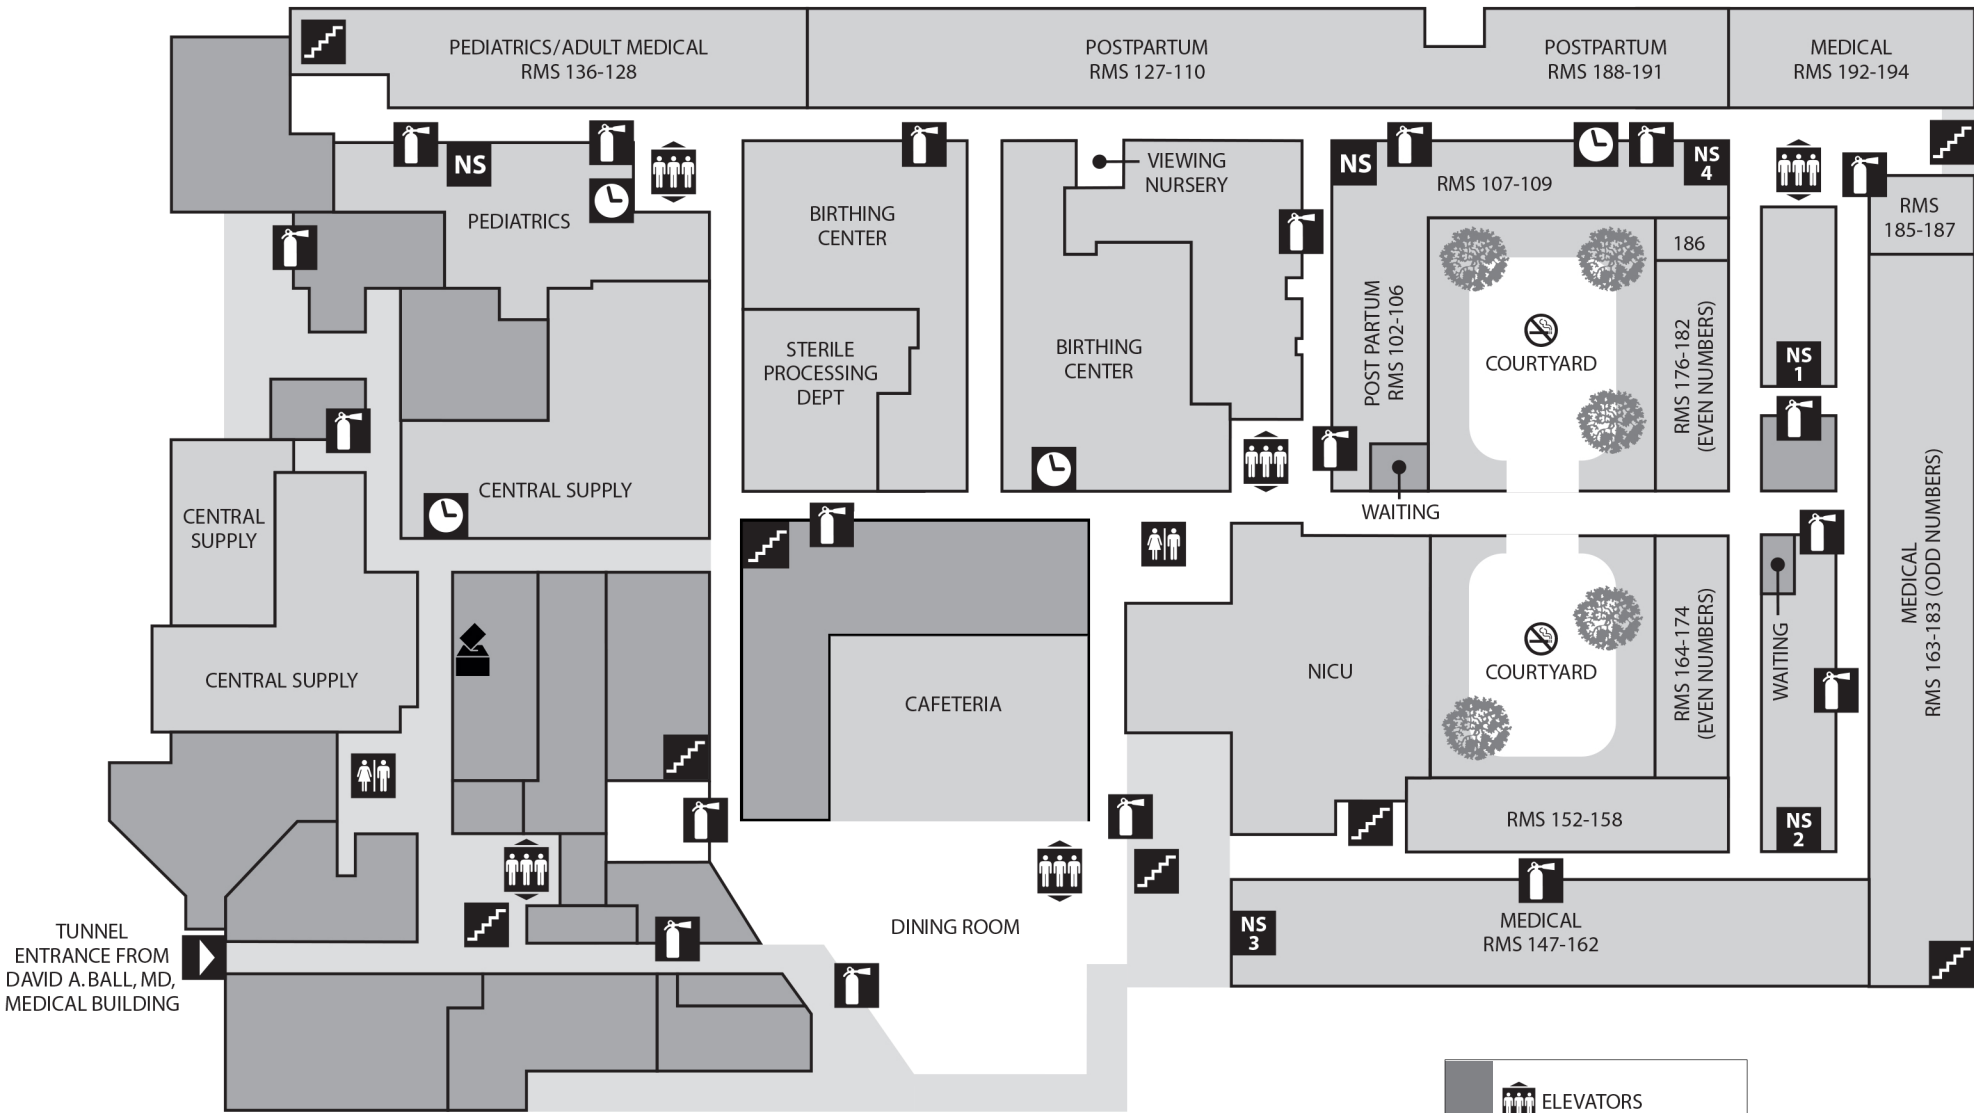 PEDIATRICS/ADULT MEDICAL
RMS 136-128
POSTPARTUM
RMS 127-110
POSTPARTUM
RMS 188-191
MEDICAL
RMS 192-194
NS
PEDIATRICS
BIRTHING
CENTER
VIEWING
NURSERY
NS
RMS 107-109
NS
4
RMS
185-187
186
STERILE
PROCESSING
DEPT
BIRTHING
CENTER
POST PARTUM
RMS 102-106
COURTYARD
RMS 176-182
(EVEN NUMBERS)
NS
1
CENTRAL SUPPLY
CENTRAL
SUPPLY
WAITING
MEDICAL
RMS 163-183 (ODD NUMBERS)
CENTRAL SUPPLY
CAFETERIA
NICU
COURTYARD
RMS 164-174
(EVEN NUMBERS)
WAITING
RMS 152-158
NS
2
TUNNEL
ENTRANCE FROM
DAVID A. BALL, MD,
MEDICAL BUILDING
DINING ROOM
NS
3
MEDICAL
RMS 147-162
ELEVATORS